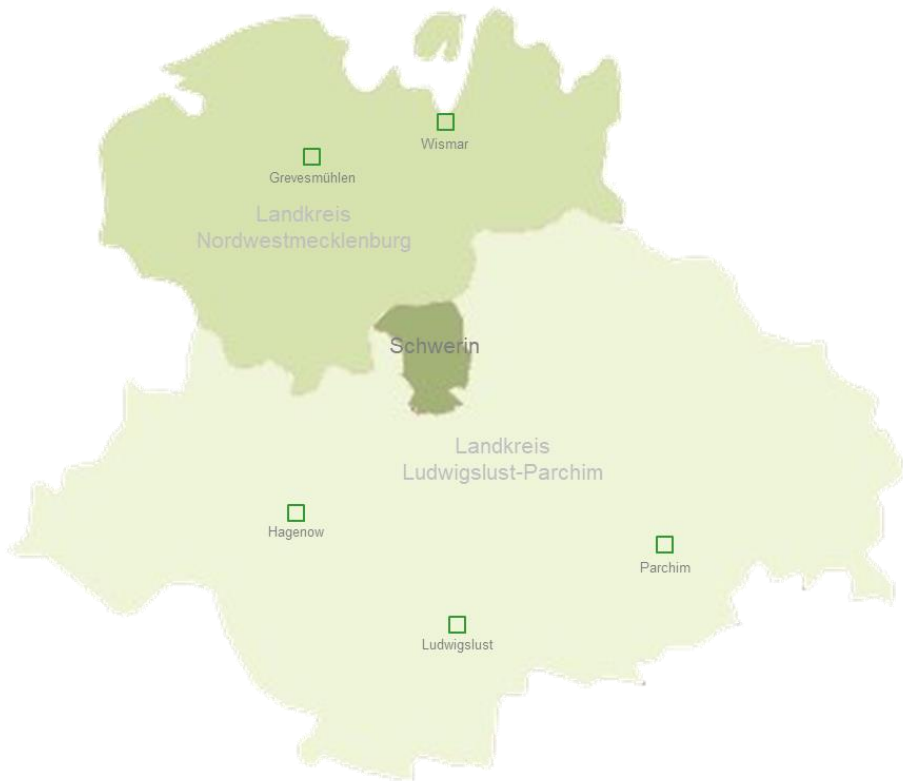 Wismar
Grevesmühlen
Landkreis
Nordwestmecklenburg
Schwerin
Landkreis
Ludwigslust-Parchim
Hagenow
Parchim
Ludwigslust